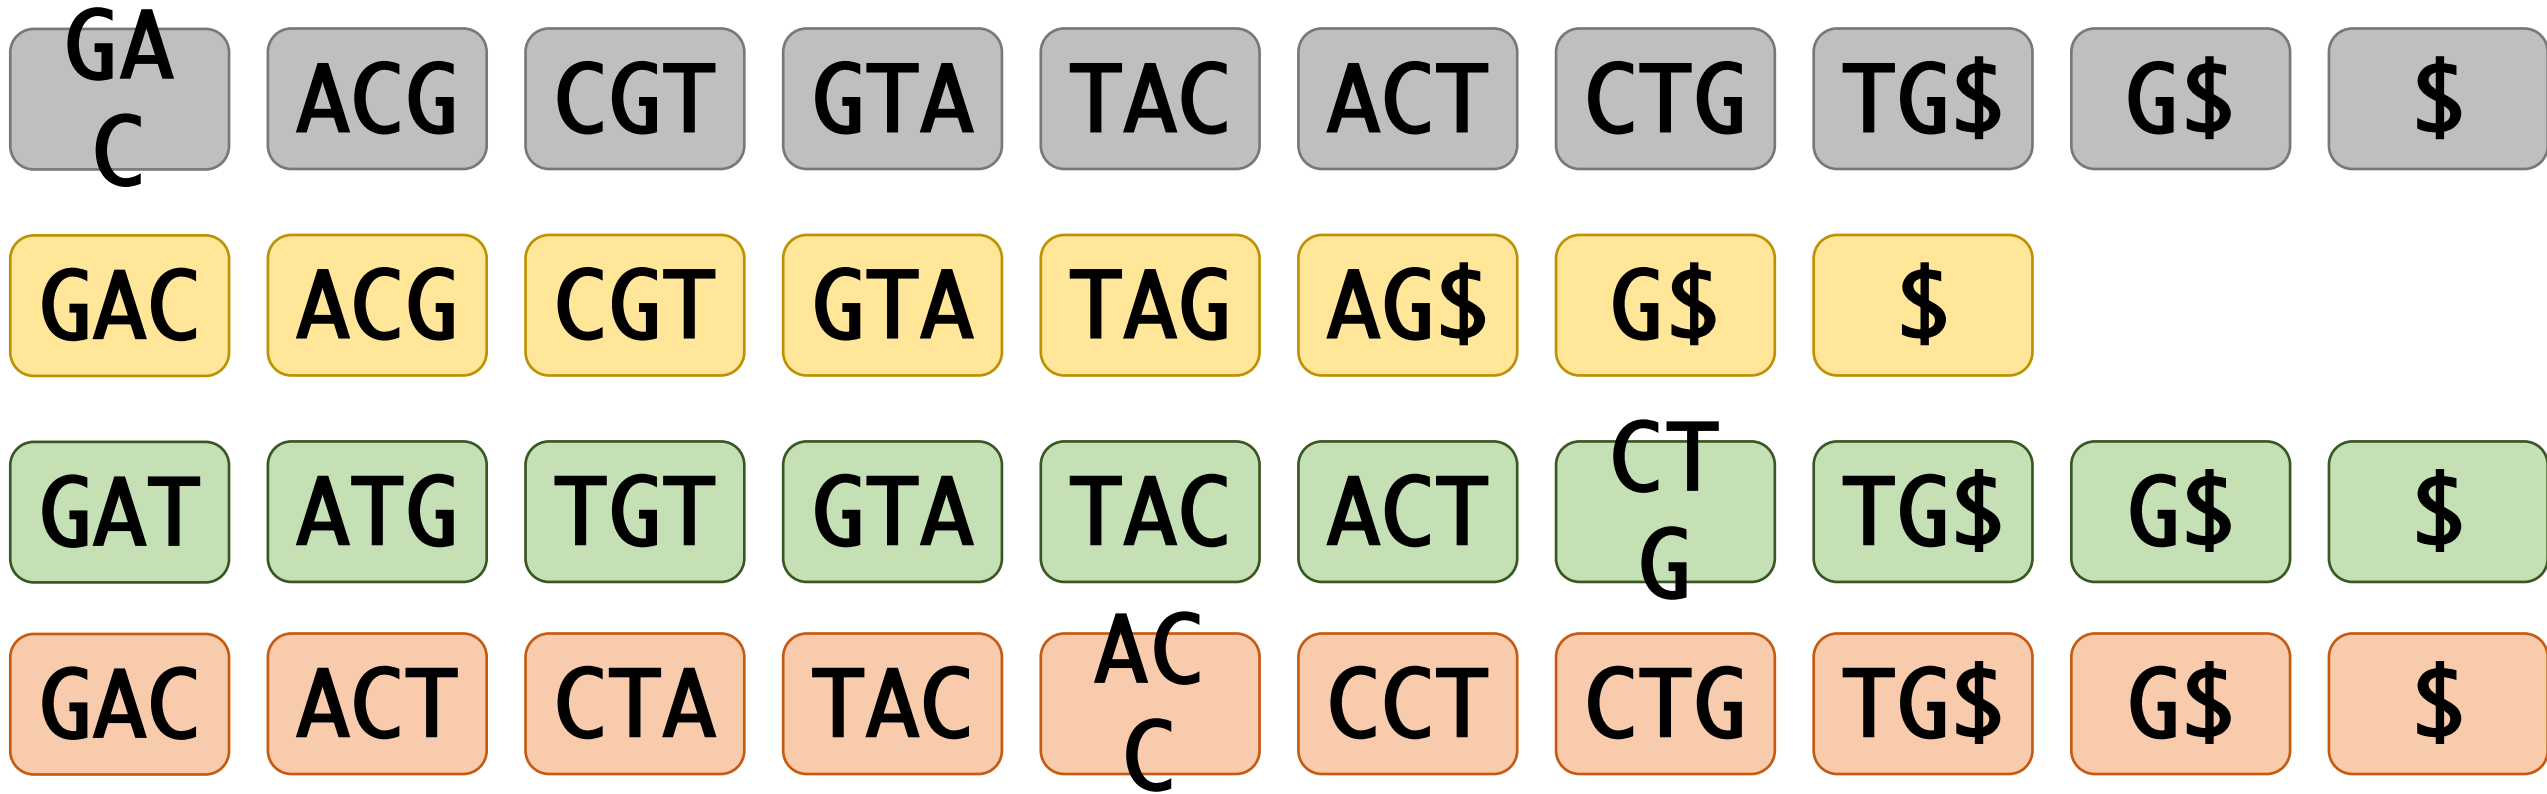 GA
C ACG CGT GTA TAC ACT CTG TG$ G$ $
GAC ACG CGT GTA TAG AG$ G$ $
GAT ATG TGT GTA TAC ACT CT
G TG$ G$ $
GAC ACT CTA TAC AC
C CCT CTG TG$ G$ $